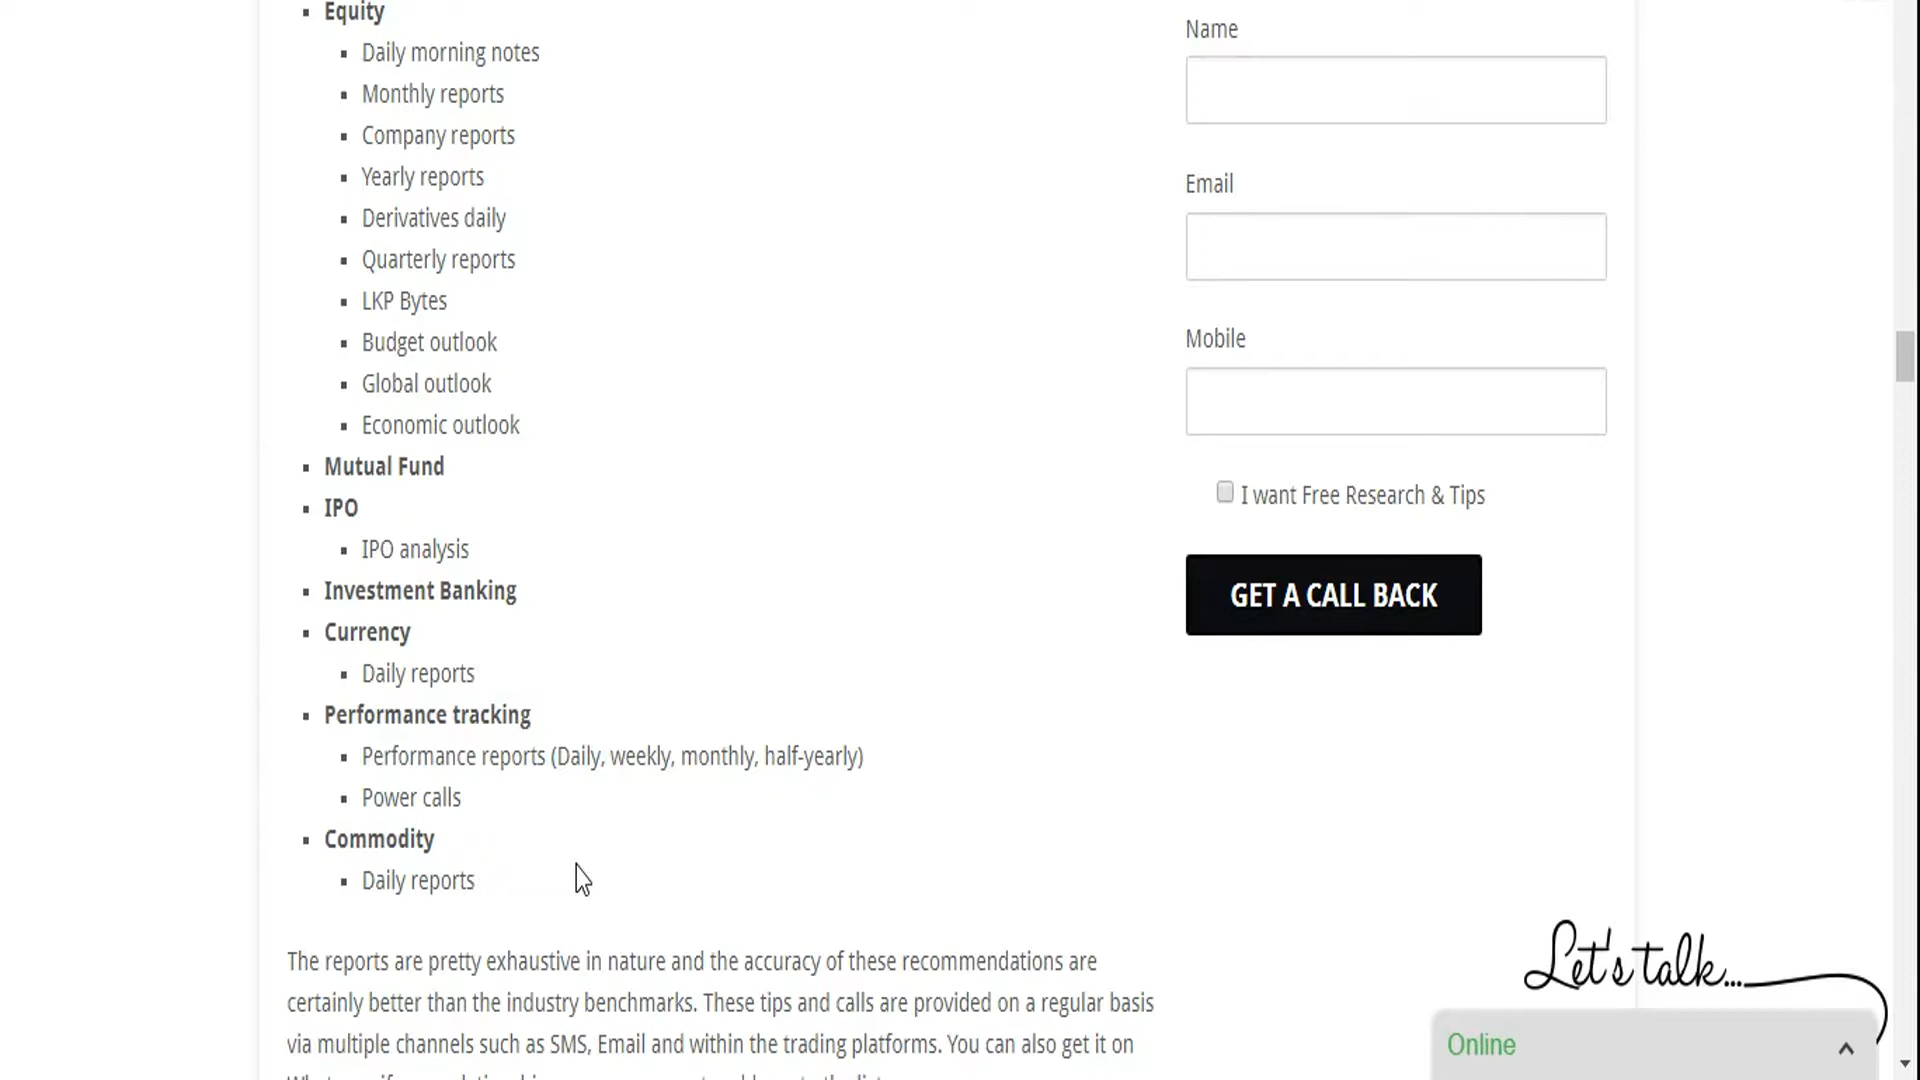 Equity
Daily morning notes
Monthly reports
Company reports
Yearly reports
Derivatives daily
Quarterly reports
LKP Bytes
Budget outlook
Global outlook
Economic outlook
Mutual Fund
IPO
IPO analysis
Investment Banking
Currency
Daily reports
Performance tracking
Performance reports (Daily, weekly, monthly, half-yearly)
Power calls
Commodity
Daily reports
The reports are pretty exhaustive in nature and the accuracy of these recommendations are
certainly better than the industry benchmarks. These tips and calls are provided on a regular basis
via multiple channels such as SMS, Email and within the trading platforms. You can also get it on
Name
Email
Mobile
I want Free Research & Tips
GET A CALL BACK
Let's talk...
Online